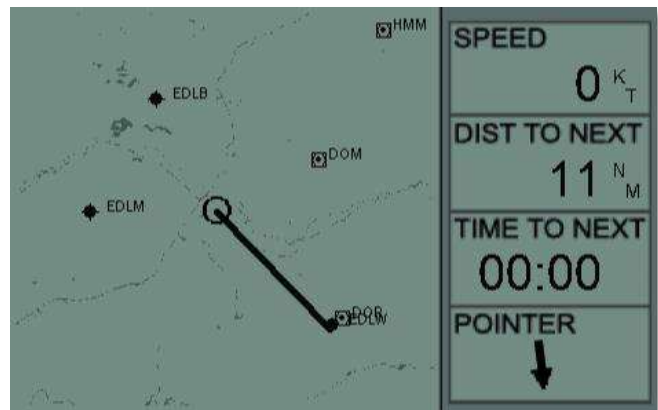 HMM
EDLB
DOM
EDLM
EDLW
SPEED
0 KT
DIST TO NEXT
11 NM
TIME TO NEXT
00:00
POINTER